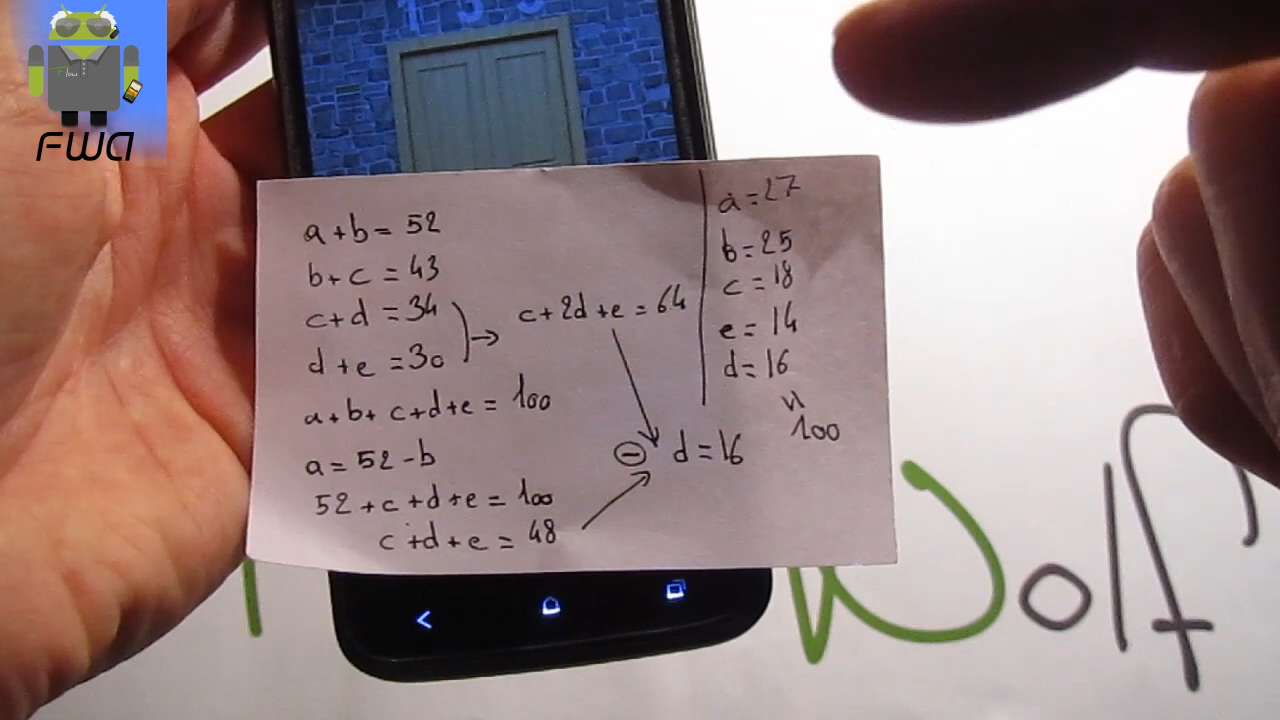 Flow
FWA
a+b = 52
b+c = 43
c+d = 34
d+e = 30
c+2d+e = 64
a+b+c+d+e = 100
a = 52-b
52+c+d+e = 100
c+d+e = 48
⊖ d = 16
a = 27
b = 25
c = 18
e = 14
d = 16
100
Wolf